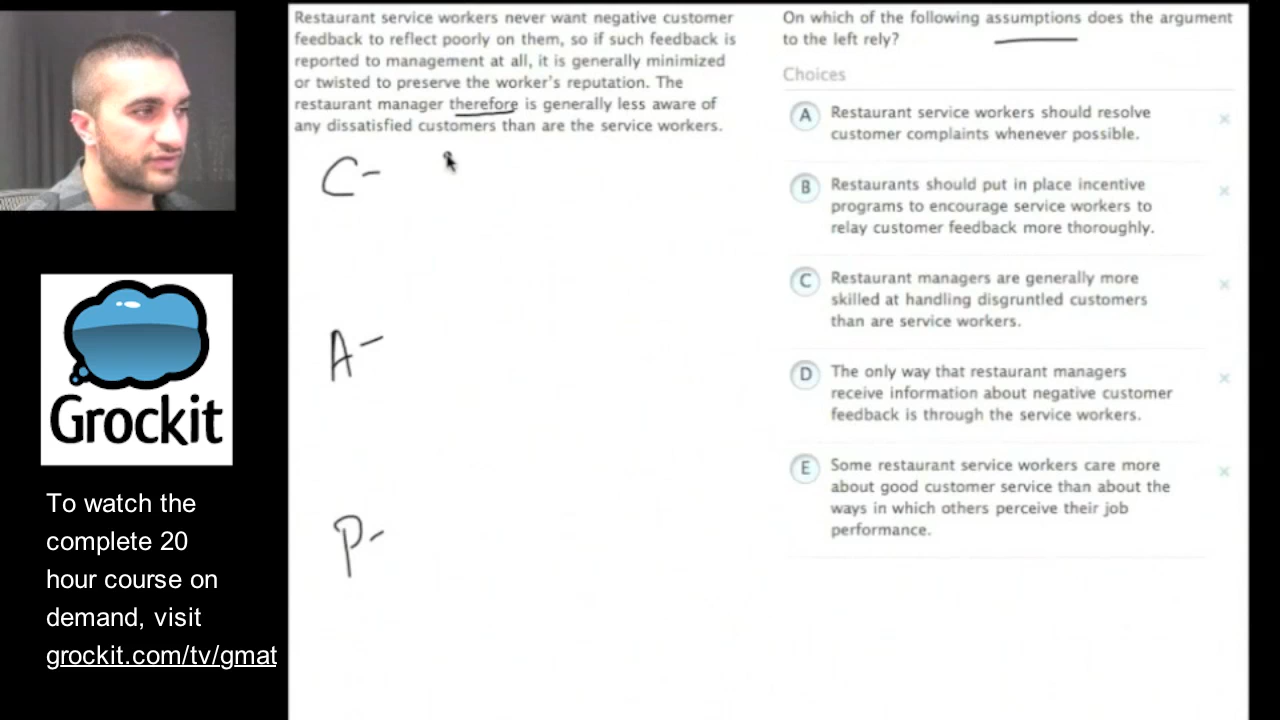 Restaurant service workers never want negative customer
feedback to reflect poorly on them, so if such feedback is
reported to management at all, it is generally minimized
or twisted to preserve the worker's reputation. The
restaurant manager therefore is generally less aware of
any dissatisfied customers than are the service workers.
C-
A-
P-
On which of the following assumptions does the argument
to the left rely?
Choices
A Restaurant service workers should resolve
customer complaints whenever possible.
B Restaurants should put in place incentive
programs to encourage service workers to
relay customer feedback more thoroughly.
C Restaurant managers are generally more
skilled at handling disgruntled customers
than are service workers.
D The only way that restaurant managers
receive information about negative customer
feedback is through the service workers.
E Some restaurant service workers care more
about good customer service than about the
ways in which others perceive their job
performance.
Grockit
To watch the
complete 20
hour course on
demand, visit
grockit.com/tv/gmat